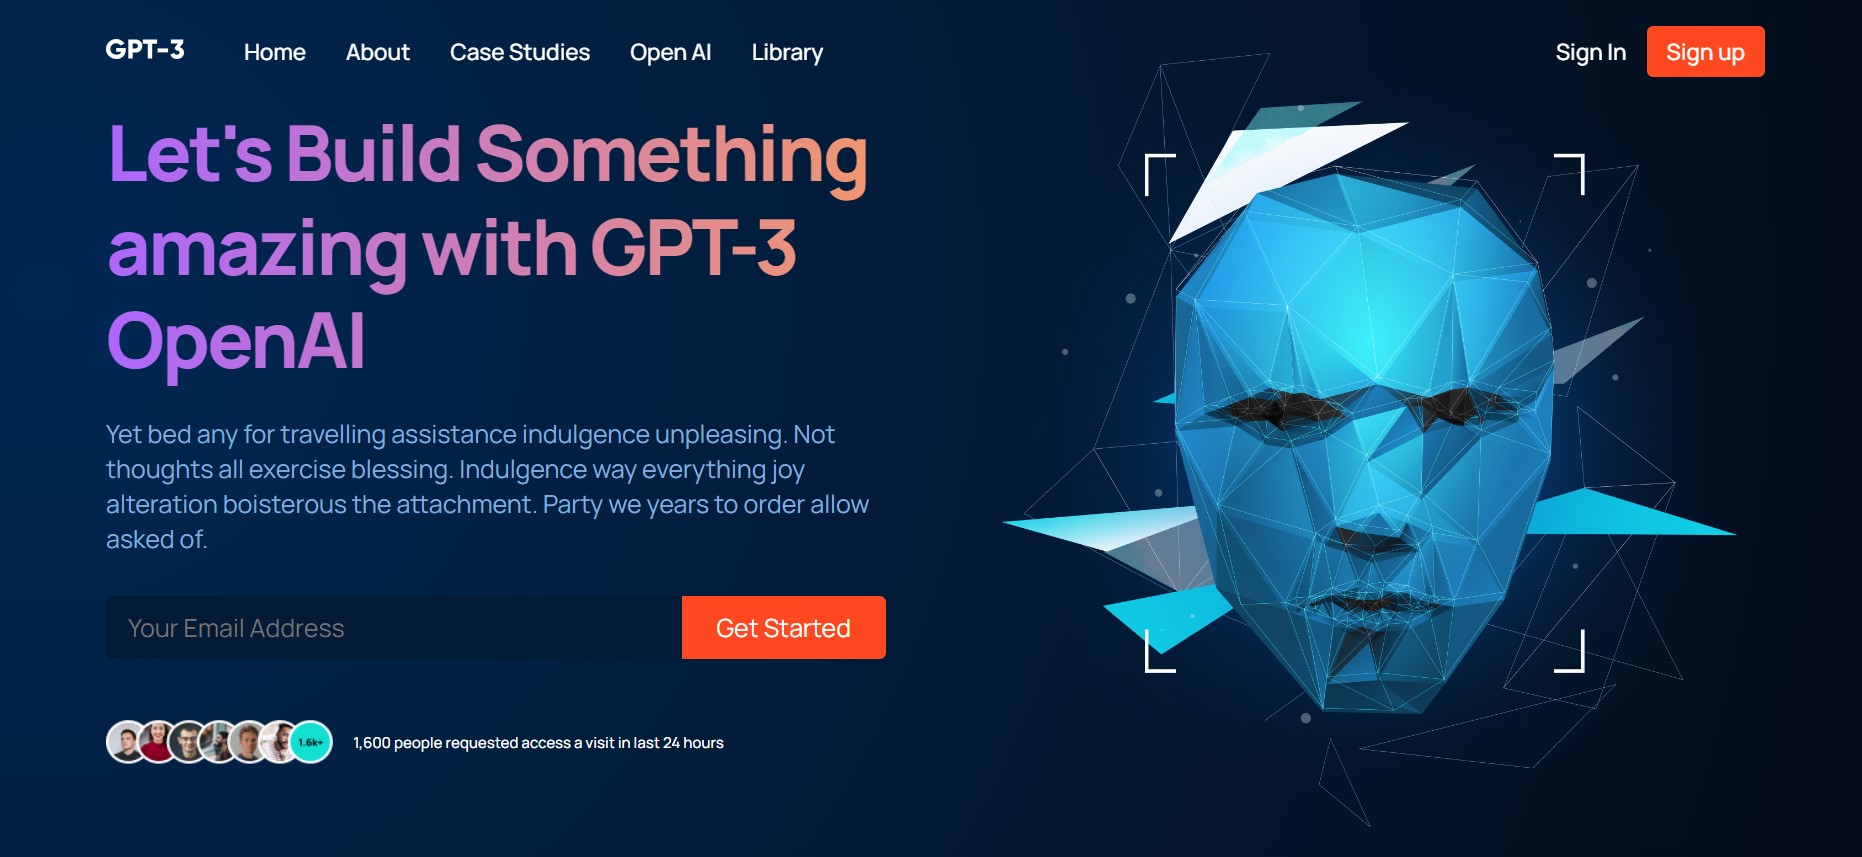 GPT-3 Home About Case Studies Open AI Library Sign In Sign up
Let's Build Something
amazing with GPT-3
OpenAI
Yet bed any for travelling assistance indulgence unpleasing. Not
thoughts all exercise blessing. Indulgence way everything joy
alteration boisterous the attachment. Party we years to order allow
asked of.
Your Email Address Get Started
1.6k+ 1,600 people requested access a visit in last 24 hours